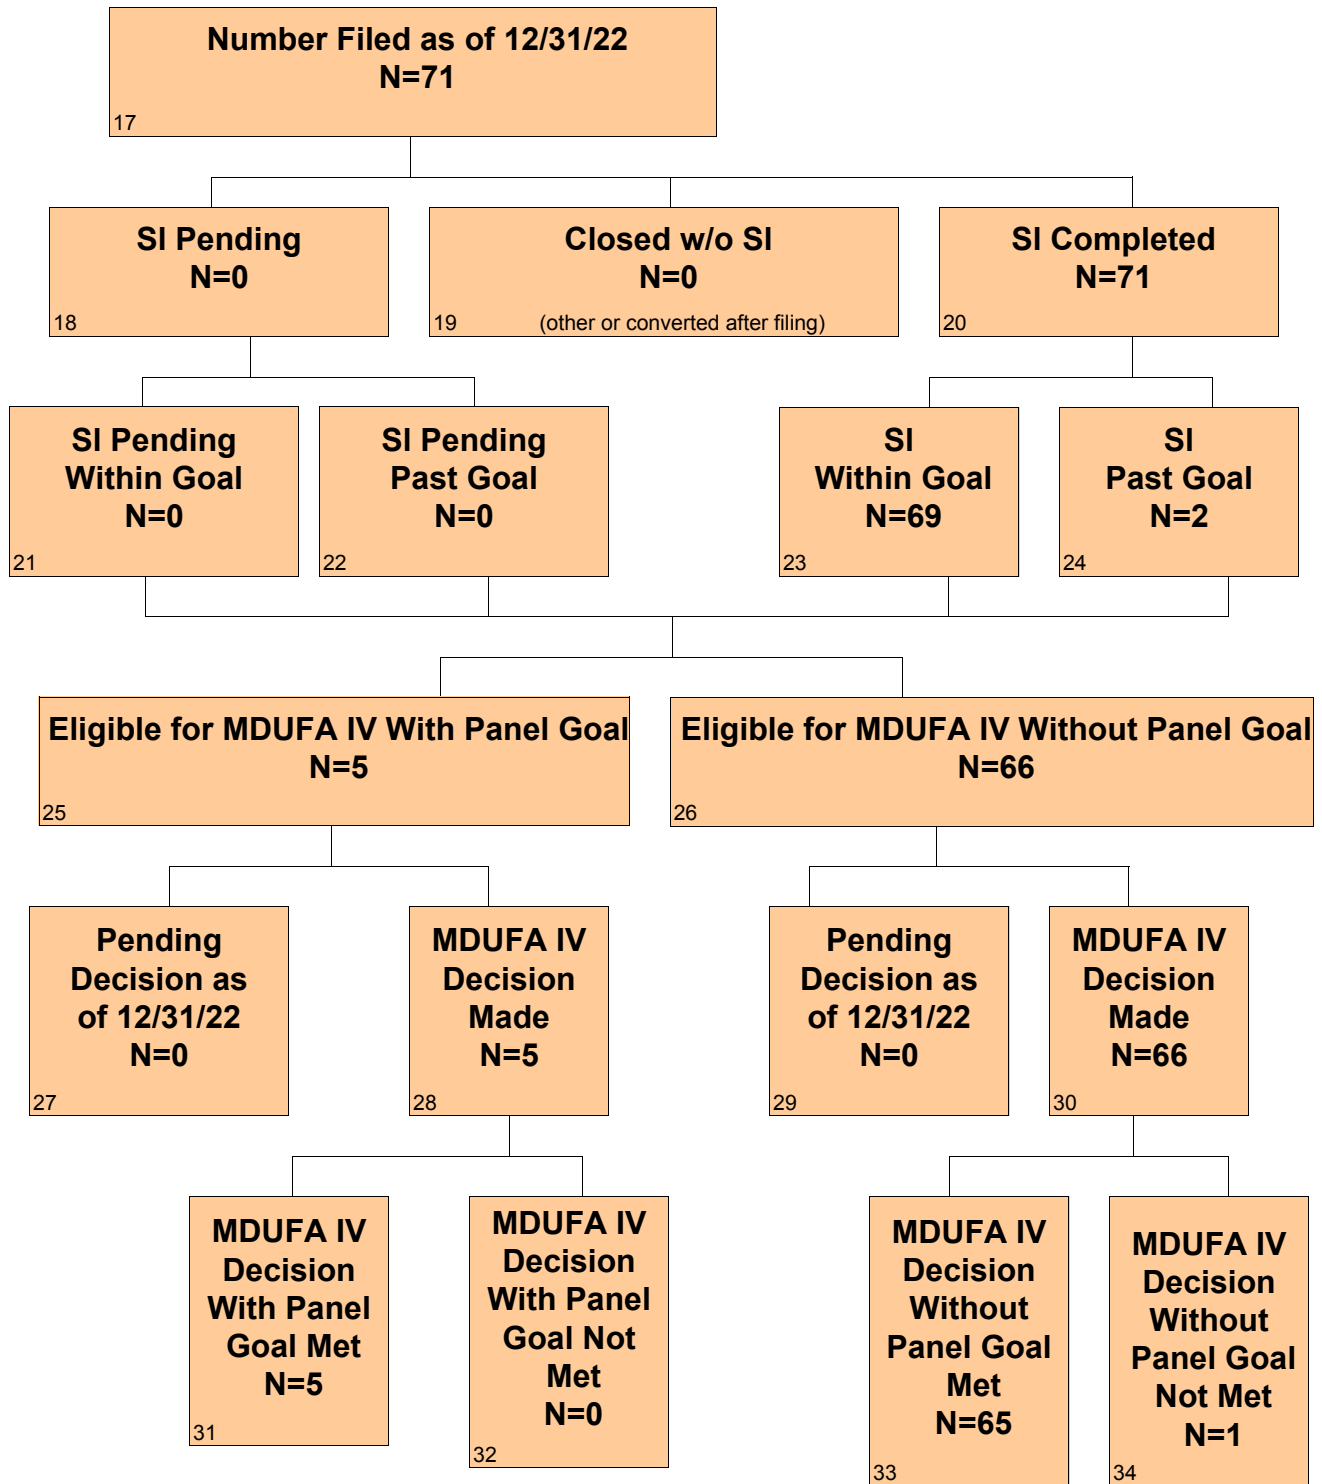 Number Filed as of 12/31/22
N=71
17
SI Pending
N=0
18
Closed w/o SI
N=0
19 (other or converted after filing)
SI Completed
N=71
20
SI Pending
Within Goal
N=0
21
SI Pending
Past Goal
N=0
22
SI
Within Goal
N=69
23
SI
Past Goal
N=2
24
Eligible for MDUFA IV With Panel Goal
N=5
25
Eligible for MDUFA IV Without Panel Goal
N=66
26
Pending
Decision as
of 12/31/22
N=0
27
MDUFA IV
Decision
Made
N=5
28
Pending
Decision as
of 12/31/22
N=0
29
MDUFA IV
Decision
Made
N=66
30
MDUFA IV
Decision
With Panel
Goal Met
N=5
31
MDUFA IV
Decision
With Panel
Goal Not
Met
N=0
32
MDUFA IV
Decision
Without
Panel Goal
Met
N=65
33
MDUFA IV
Decision
Without
Panel Goal
Not Met
N=1
34